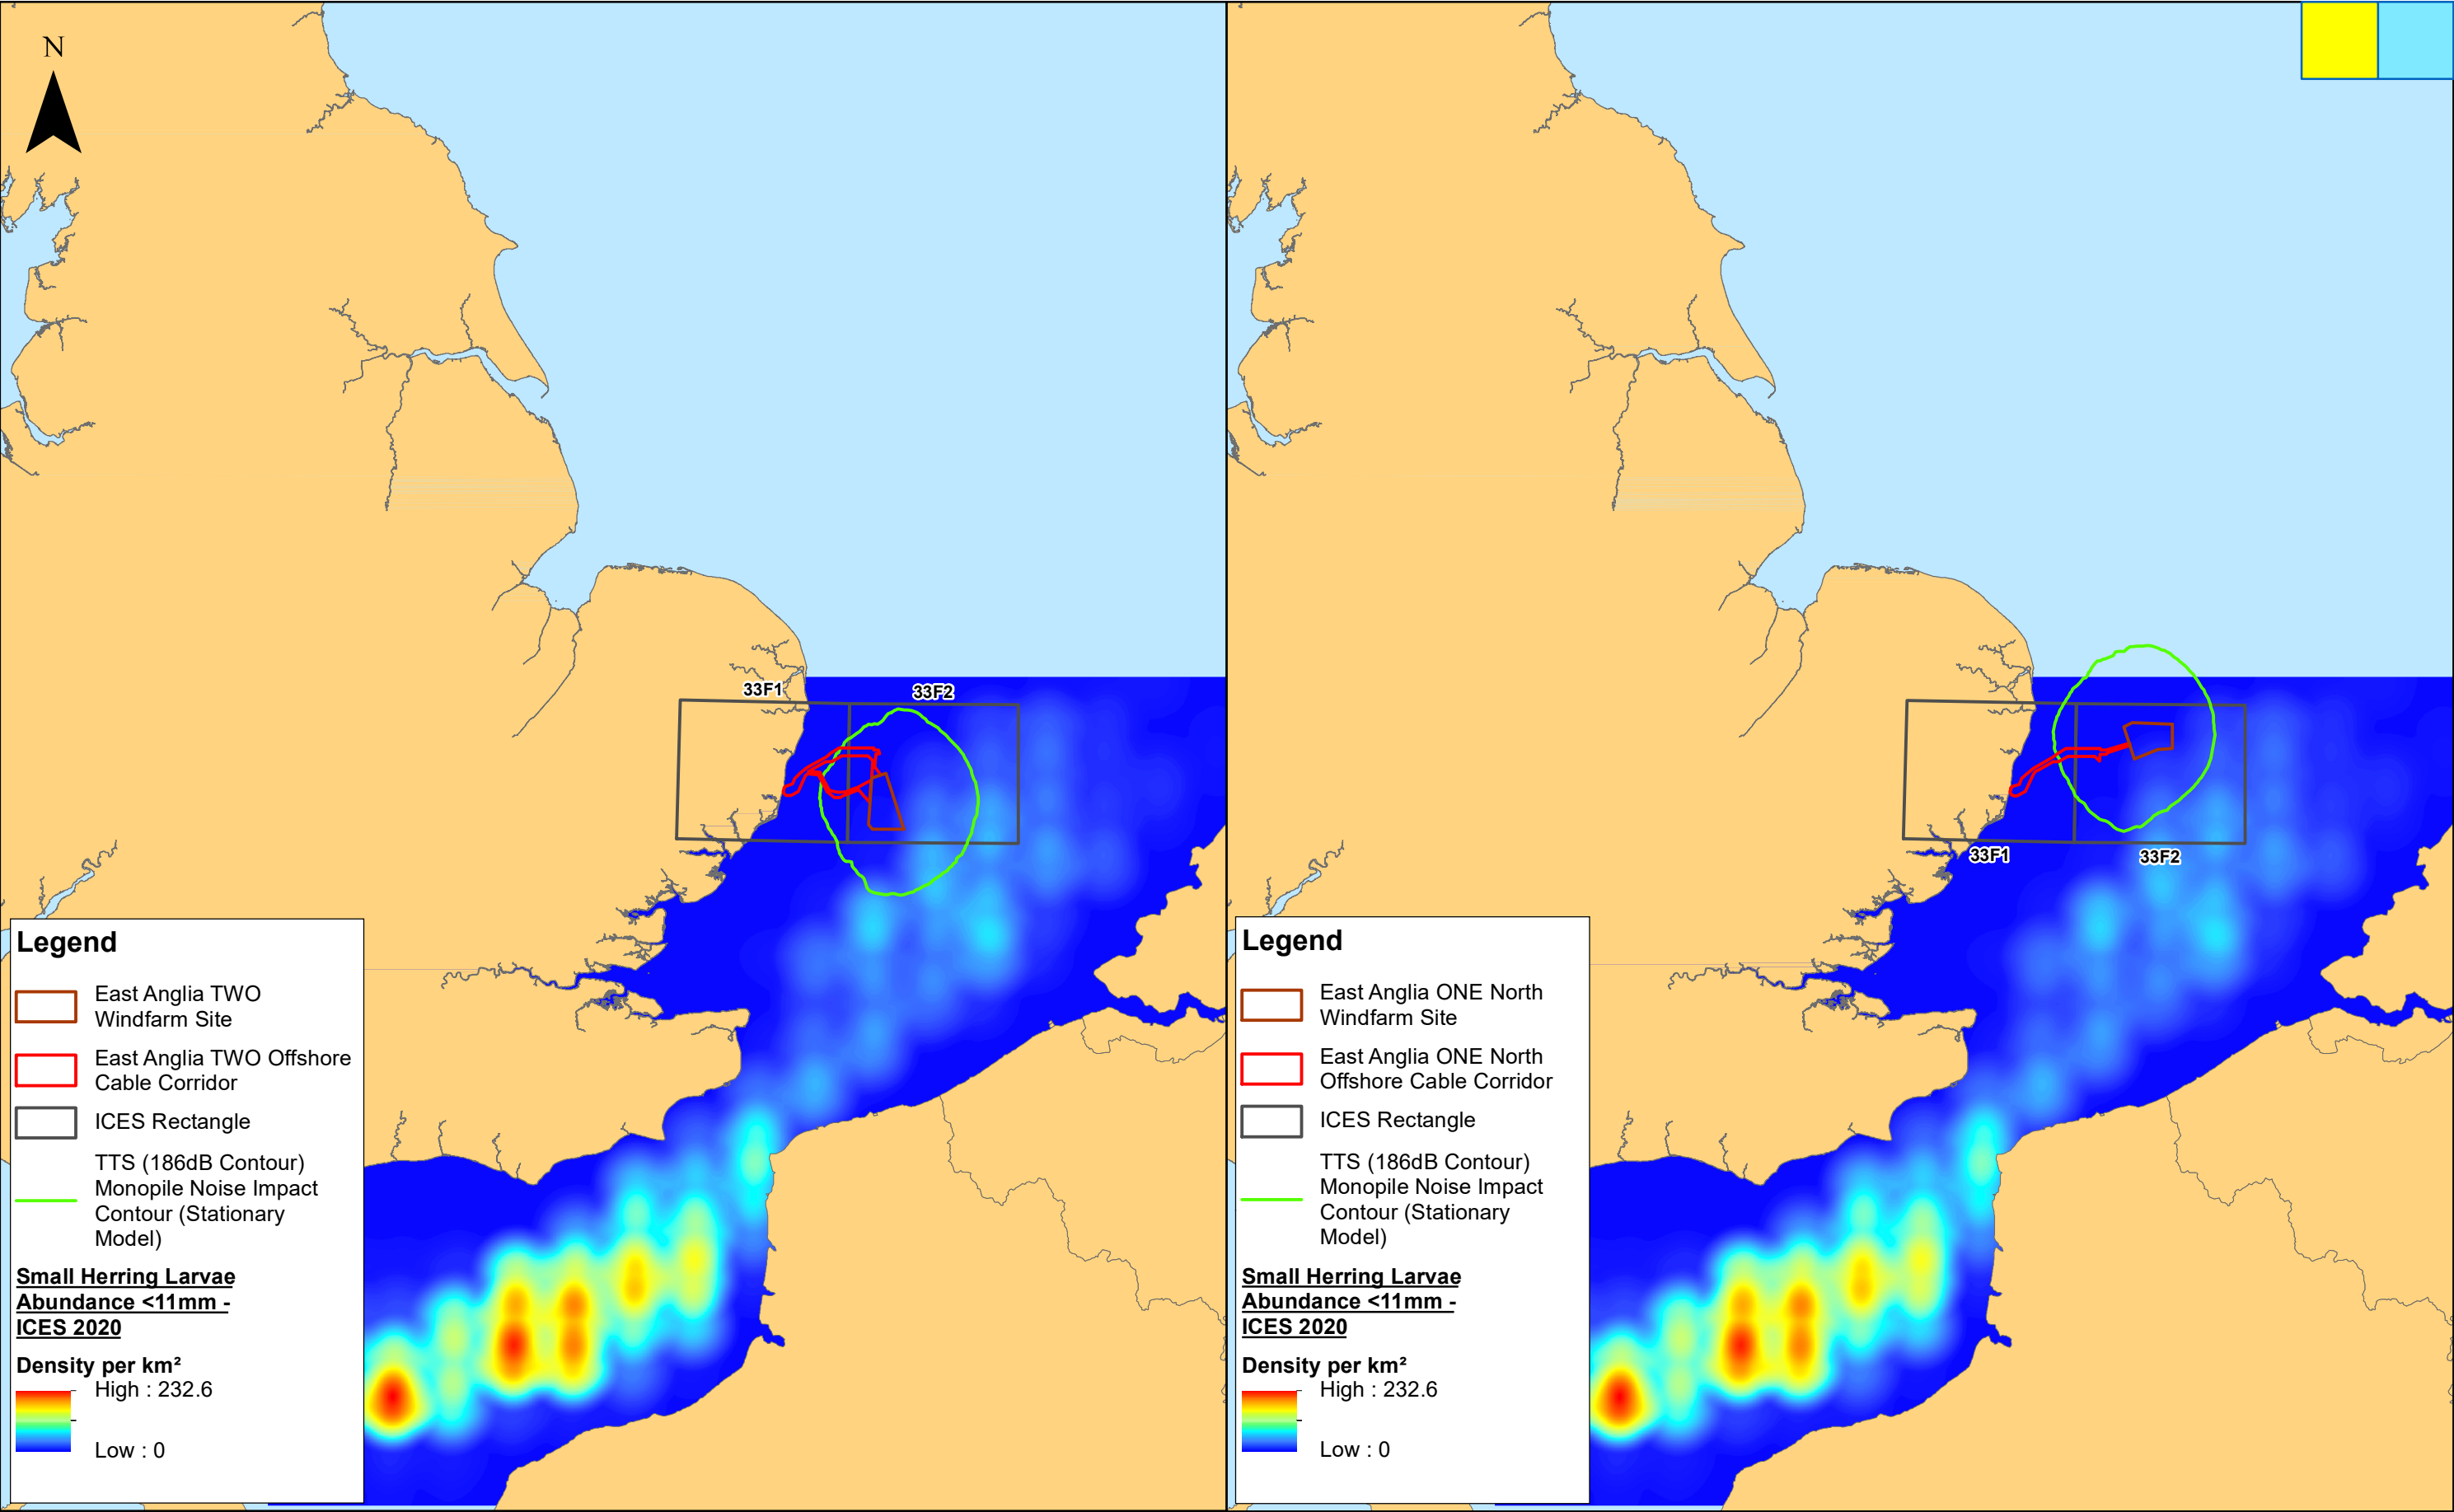 N
33F1
33F2
Legend
East Anglia TWO
Windfarm Site
East Anglia TWO Offshore
Cable Corridor
ICES Rectangle
TTS (186dB Contour)
Monopile Noise Impact
Contour (Stationary
Model)
Small Herring Larvae
Abundance <11mm -
ICES 2020
Density per km²
High : 232.6
Low : 0
33F1
33F2
Legend
East Anglia ONE North
Windfarm Site
East Anglia ONE North
Offshore Cable Corridor
ICES Rectangle
TTS (186dB Contour)
Monopile Noise Impact
Contour (Stationary
Model)
Small Herring Larvae
Abundance <11mm -
ICES 2020
Density per km²
High : 232.6
Low : 0